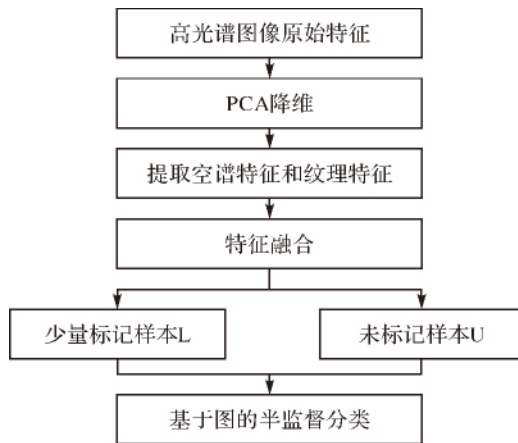 高光谱图像原始特征
PCA降维
提取空谱特征和纹理特征
特征融合
少量标记样本L
未标记样本U
基于图的半监督分类